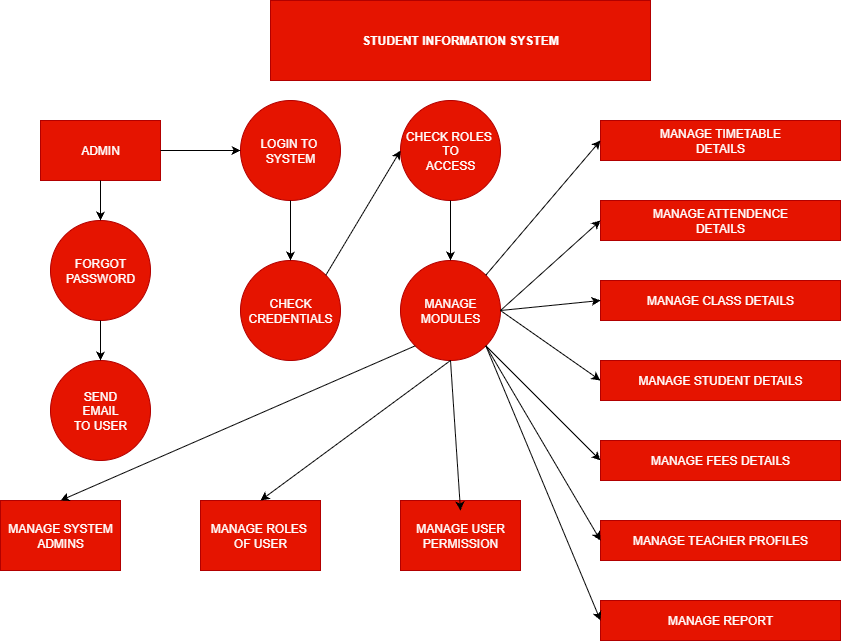 STUDENT INFORMATION SYSTEM
ADMIN
LOGIN TO
SYSTEM
CHECK ROLES
TO
ACCESS
MANAGE TIMETABLE
DETAILS
MANAGE ATTENDENCE
DETAILS
FORGOT
PASSWORD
CHECK
CREDENTIALS
MANAGE
MODULES
MANAGE CLASS DETAILS
MANAGE STUDENT DETAILS
SEND
EMAIL
TO USER
MANAGE FEES DETAILS
MANAGE SYSTEM
ADMINS
MANAGE ROLES
OF USER
MANAGE USER
PERMISSION
MANAGE TEACHER PROFILES
MANAGE REPORT